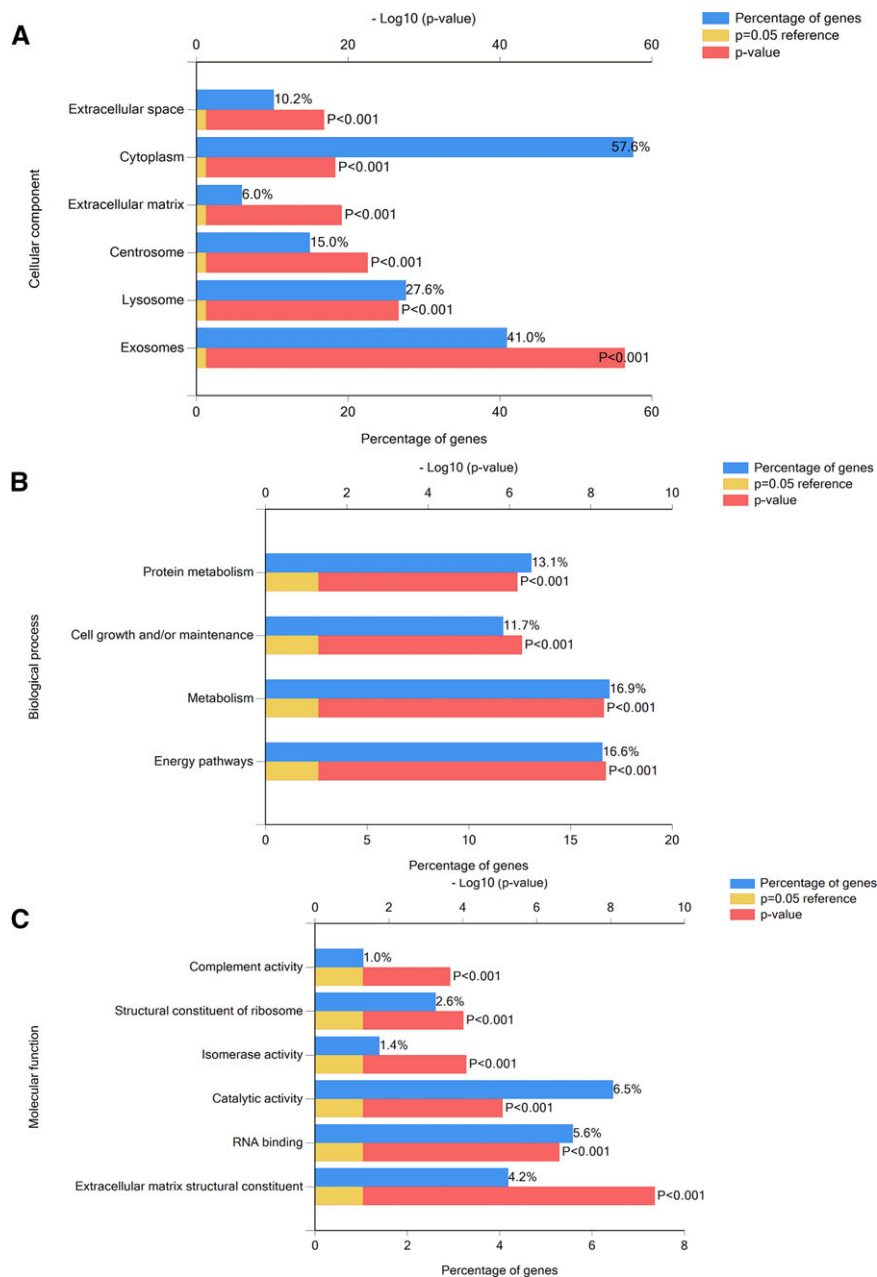 A
- Log10 (p-value)
Percentage of genes
p=0.05 reference
p-value
0 20 40 60
Cellular component
Extracellular space 10.2%
P<0.001
Cytoplasm 57.6%
P<0.001
Extracellular matrix 6.0%
P<0.001
Centrosome 15.0%
P<0.001
Lysosome 27.6%
P<0.001
Exosomes 41.0%
P<0.001
0 20 40 60
Percentage of genes
B
- Log10 (p-value)
Percentage of genes
p=0.05 reference
p-value
0 2 4 6 8 10
Biological process
Protein metabolism 13.1%
P<0.001
Cell growth and/or maintenance 11.7%
P<0.001
Metabolism 16.9%
P<0.001
Energy pathways 16.6%
P<0.001
0 5 10 15 20
Percentage of genes
C
- Log10 (p-value)
Percentage of genes
p=0.05 reference
p-value
0 2 4 6 8 10
Molecular function
Complement activity 1.0%
P<0.001
Structural constituent of ribosome 2.6%
P<0.001
Isomerase activity 1.4%
P<0.001
Catalytic activity 6.5%
P<0.001
RNA binding 5.6%
P<0.001
Extracellular matrix structural constituent 4.2%
P<0.001
0 2 4 6 8
Percentage of genes